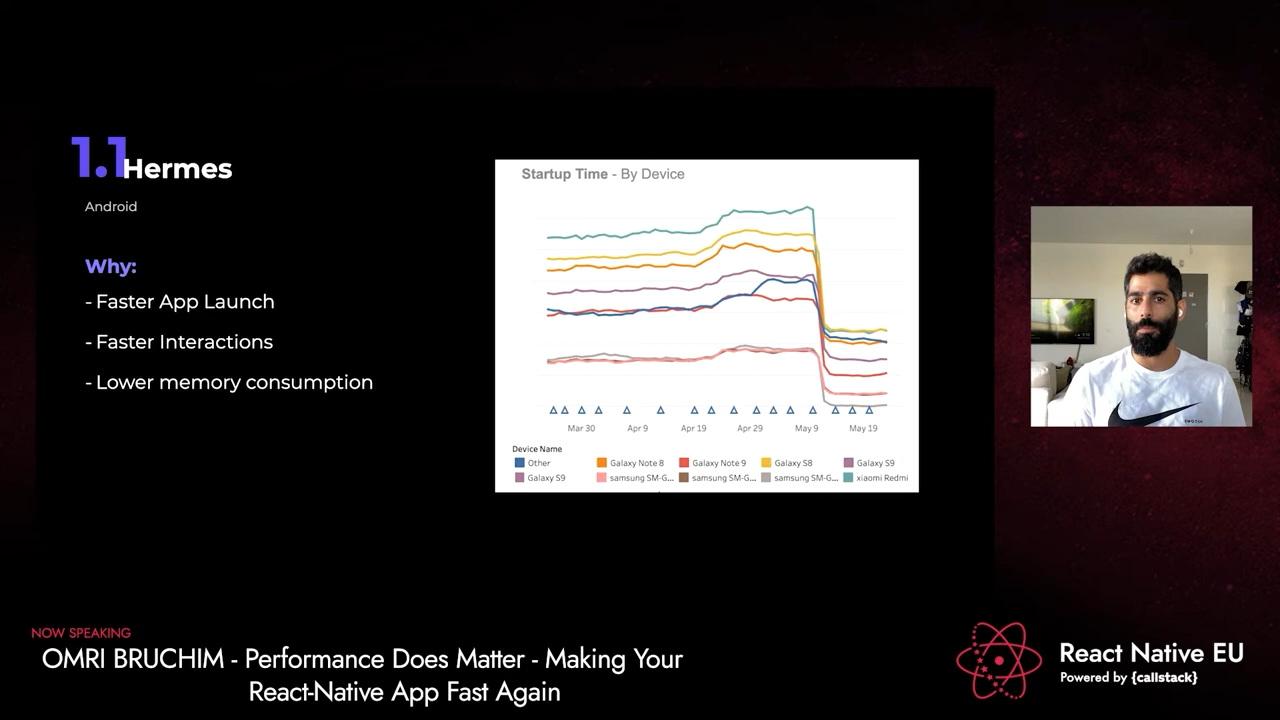 1.1 Hermes
Android
Why:
- Faster App Launch
- Faster Interactions
- Lower memory consumption
Startup Time - By Device
Mar 30 Apr 9 Apr 19 Apr 29 May 9 May 19
Device Name
Other Galaxy Note 8 Galaxy Note 9 Galaxy S8 Galaxy S9
Galaxy S9 samsung SM-G... samsung SM-G... samsung SM-G... xiaomi Redmi
NOW SPEAKING
OMRI BRUCHIM - Performance Does Matter - Making Your
React-Native App Fast Again
React Native EU
Powered by {callstack}